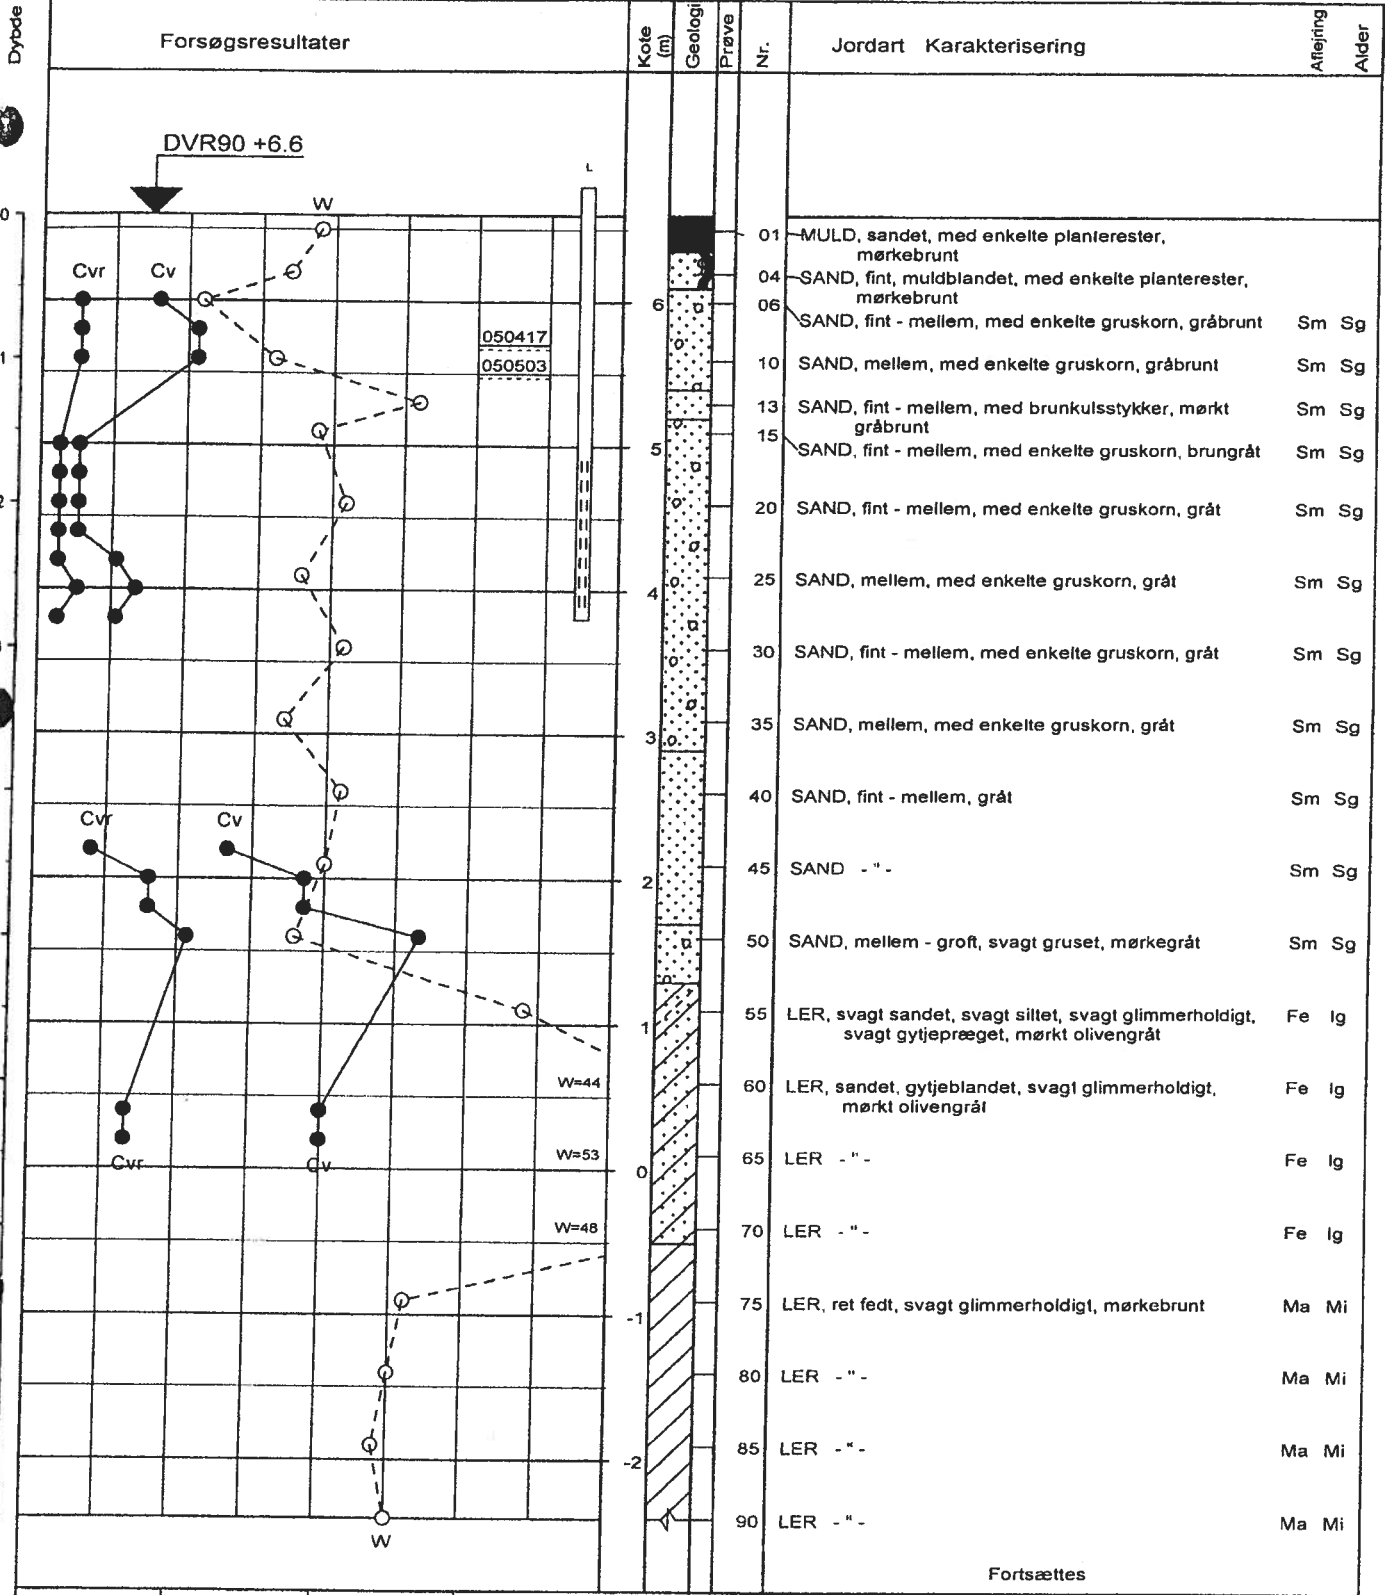 Dybde
Forsøgsresultater
Kote (m)
Geologi
Prøve
Nr.
Jordart Karakterisering
Aflejring
Alder
DVR90 +6.6
L
0
W
01 MULD, sandet, med enkelte planterester,
mørkebrunt
Cvr Cv
04 SAND, fint, muldblandet, med enkelte planterester,
mørkebrunt
6
06
SAND, fint - mellem, med enkelte gruskorn, gråbrunt Sm Sg
050417
1
050503
10 SAND, mellem, med enkelte gruskorn, gråbrunt Sm Sg
13 SAND, fint - mellem, med brunkulsstykker, mørkt Sm Sg
gråbrunt
5
15
SAND, fint - mellem, med enkelte gruskorn, brungråt Sm Sg
2
20 SAND, fint - mellem, med enkelte gruskorn, gråt Sm Sg
4
25 SAND, mellem, med enkelte gruskorn, gråt Sm Sg
30 SAND, fint - mellem, med enkelte gruskorn, gråt Sm Sg
3
35 SAND, mellem, med enkelte gruskorn, gråt Sm Sg
40 SAND, fint - mellem, gråt Sm Sg
Cvr Cv
2
45 SAND - " - Sm Sg
50 SAND, mellem - groft, svagt gruset, mørkegråt Sm Sg
1
55 LER, svagt sandet, svagt siltet, svagt glimmerholdigt, Fe Ig
svagt gytjepræget, mørkt olivengråt
W=44
60 LER, sandet, gytjeblandet, svagt glimmerholdigt, Fe Ig
mørkt olivengråt
Cvr Cv
W=53
0
65 LER - " - Fe Ig
W=48
70 LER - " - Fe Ig
-1
75 LER, ret fedt, svagt glimmerholdigt, mørkebrunt Ma Mi
80 LER - " - Ma Mi
-2
85 LER - " - Ma Mi
90 LER - " - Ma Mi
W
Fortsættes